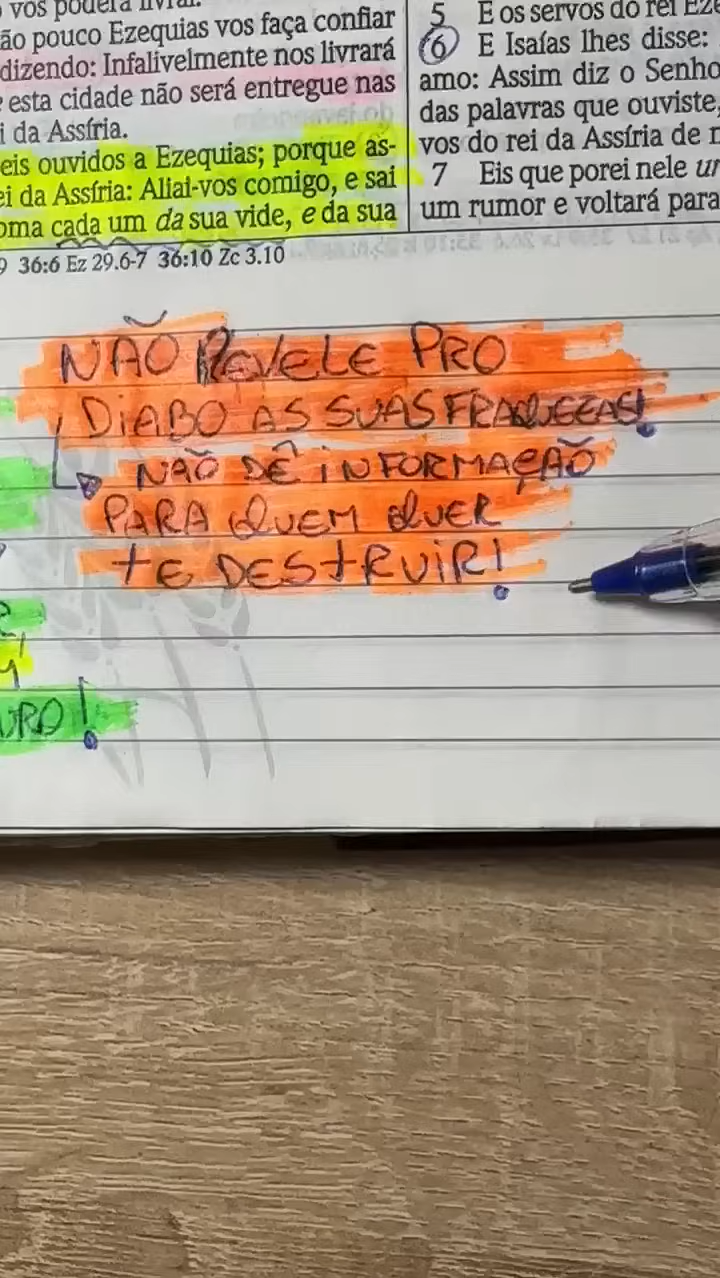 vos poderá livrar.
ão pouco Ezequias vos faça confiar
dizendo: Infalivelmente nos livrará
e esta cidade não será entregue nas
i da Assíria.
eis ouvidos a Ezequias; porque as-
ei da Assíria: Aliai-vos comigo, e sai
oma cada um da sua vide, e da sua
9 36:6 Ez 29.6-7 36:10 Zc 3.10
5 E os servos do rei Eze
6 E Isaías lhes disse:
amo: Assim diz o Senho
das palavras que ouviste,
vos do rei da Assíria de
7 Eis que porei nele um
um rumor e voltará para
NÃO REVELE PRO
DIABO AS SUAS FRAQUEZAS!
NÃO DÊ INFORMAÇÃO
PARA QUEM QUER
TE DESTRUIR!
URO!